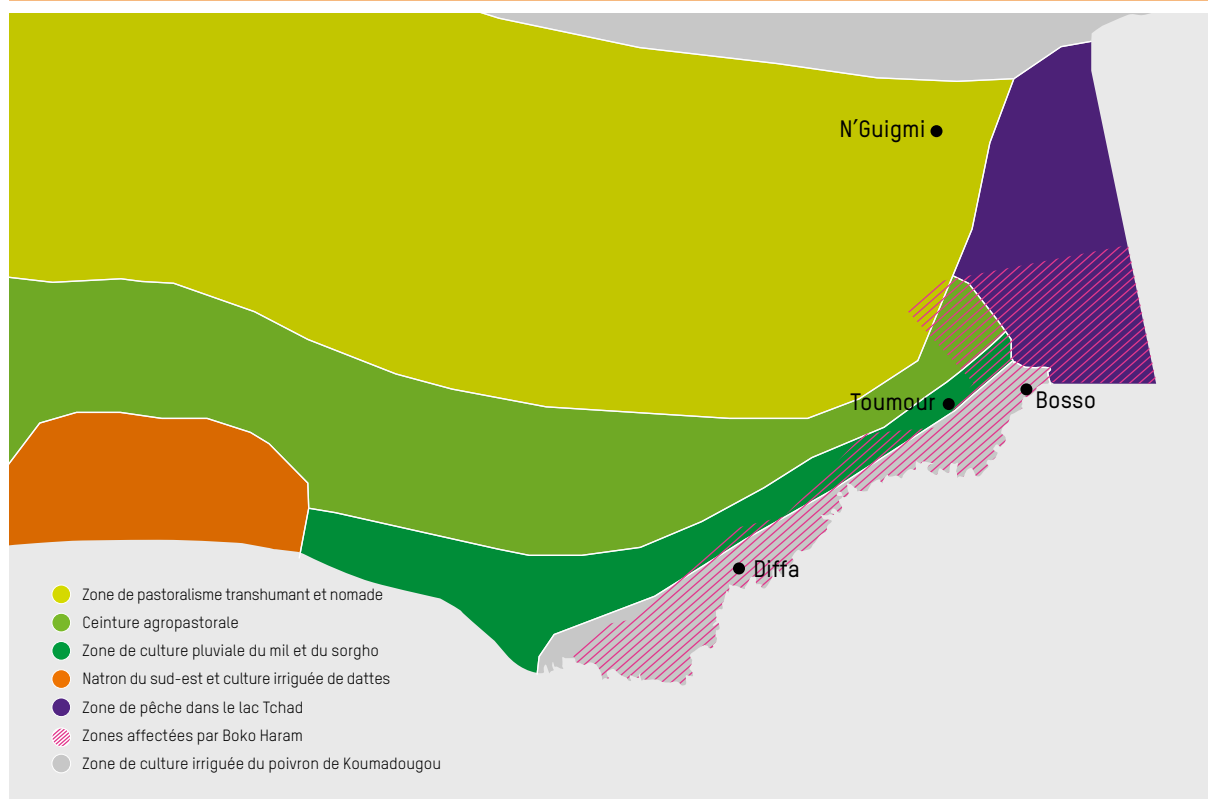 N'Guigmi
Toumour
Bosso
Diffa
Zone de pastoralisme transhumant et nomade
Ceinture agropastorale
Zone de culture pluviale du mil et du sorgho
Natron du sud-est et culture irriguée de dattes
Zone de pêche dans le lac Tchad
Zones affectées par Boko Haram
Zone de culture irriguée du poivron de Koumadougou